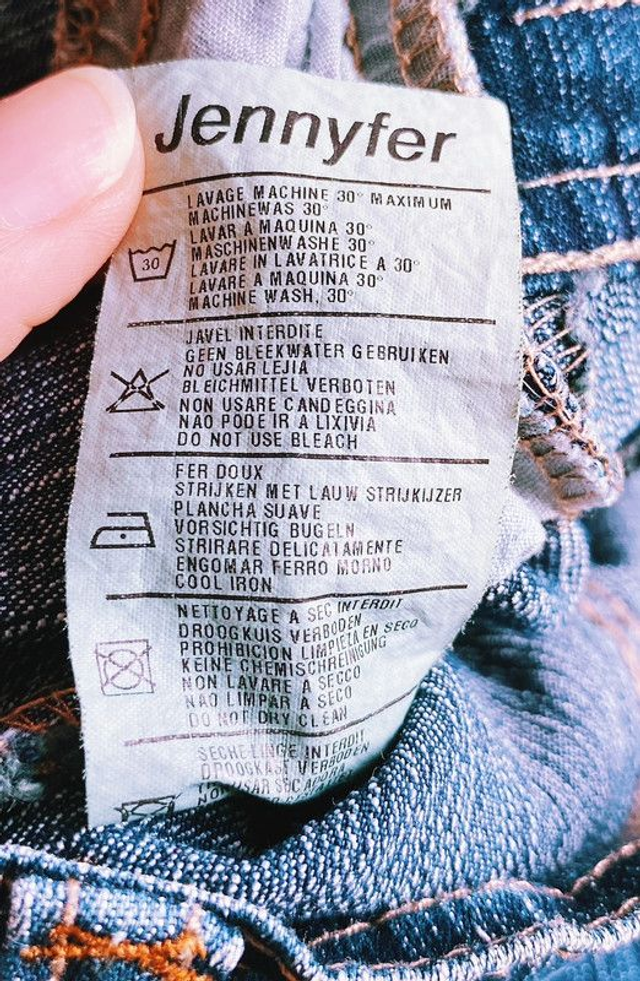 Jennyfer
LAVAGE MACHINE 30° MAXIMUM
MACHINEWAS 30°
LAVAR A MAQUINA 30°
MASCHINENWASHE 30°
LAVARE IN LAVATRICE A 30°
LAVARE A MAQUINA 30°
MACHINE WASH, 30°
30
JAVEL INTERDITE
GEEN BLEEKWATER GEBRUIKEN
NO USAR LEJIA
BLEICHMITTEL VERBOTEN
NON USARE CANDEGGINA
NAO PODE IR A LIXIVIA
DO NOT USE BLEACH
FER DOUX
STRIJKEN MET LAUW STRIJKIJZER
PLANCHA SUAVE
VORSICHTIG BUGELN
STRIRARE DELICATAMENTE
ENGOMAR FERRO MORNO
COOL IRON
NETTOYAGE A SEC INTERDIT
DROOGKUIS VERBODEN
PROHIBICION LIMPIEZA EN SECO
KEINE CHEMISCHREINIGUNG
NON LAVARE A SECCO
NAO LIMPAR A SECO
DO NOT DRY CLEAN
SECHE-LINGE INTERDIT
DROOGKAST VERBODEN